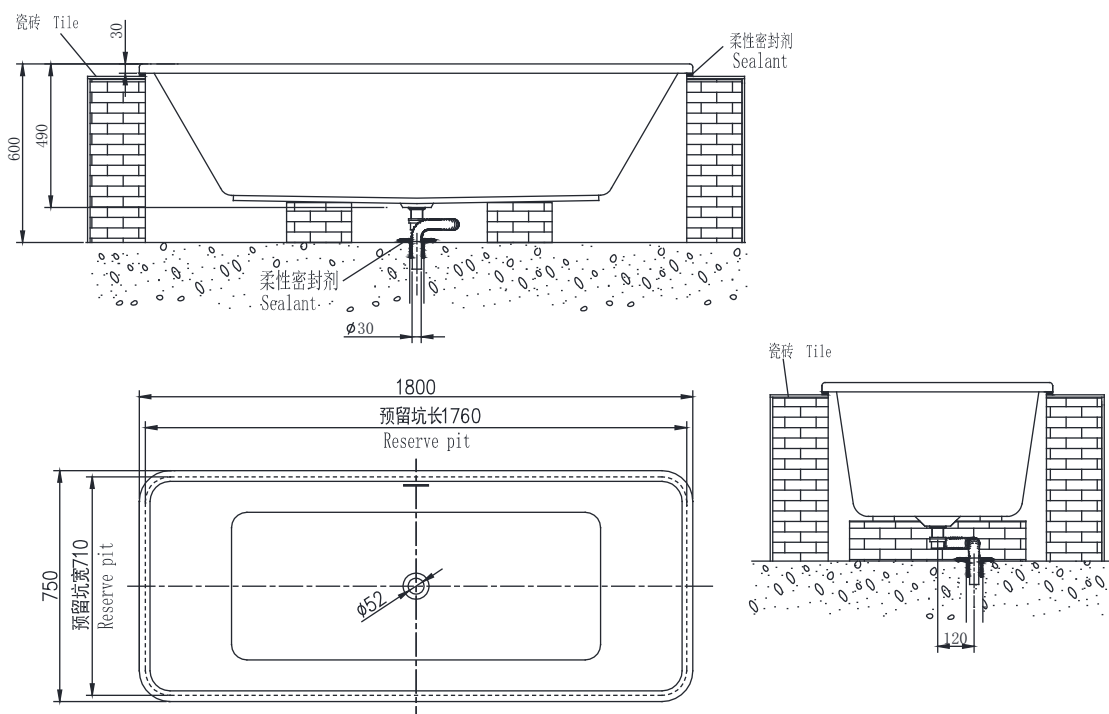 瓷砖 Tile
30
柔性密封剂
Sealant
600
490
柔性密封剂
Sealant
ϕ30
瓷砖 Tile
1800
预留坑长1760
Reserve pit
750
预留坑宽710
Reserve pit
ϕ52
120